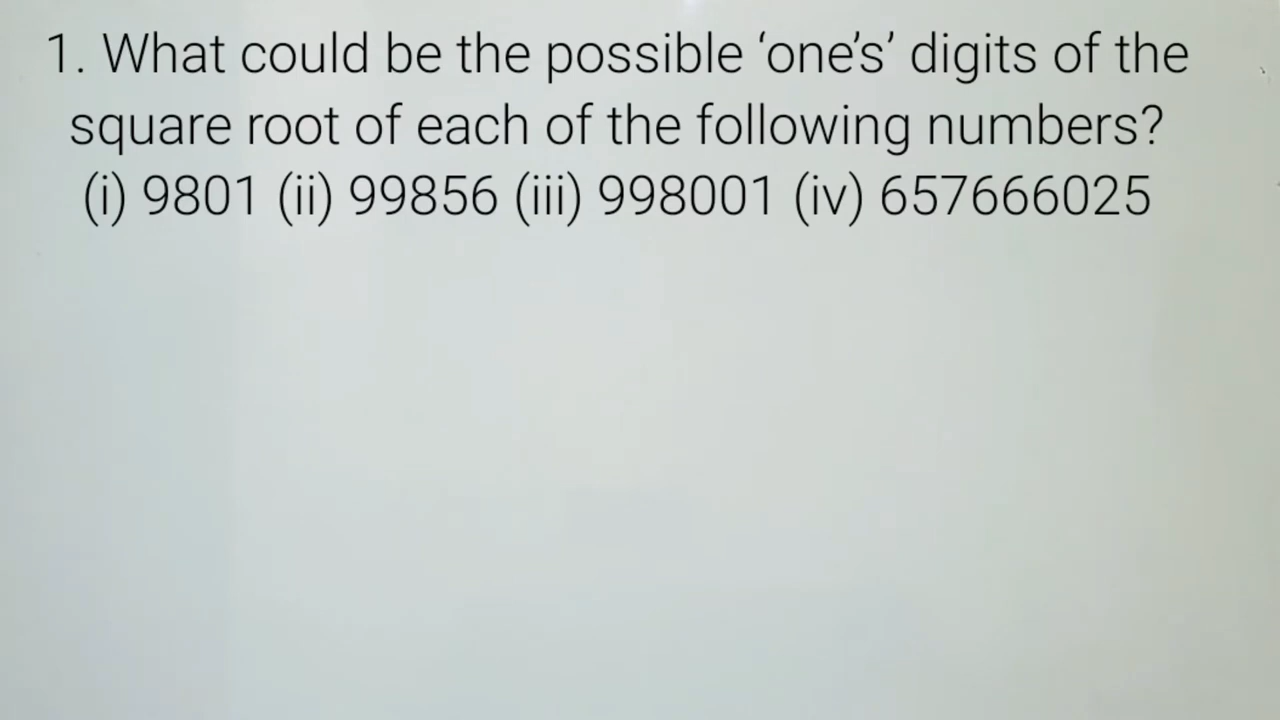 1. What could be the possible ‘one’s’ digits of the
square root of each of the following numbers?
(i) 9801 (ii) 99856 (iii) 998001 (iv) 657666025